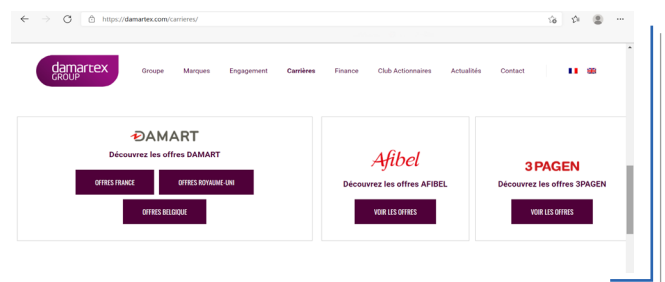 https://damartex.com/carrieres/
damartex
GROUP
Groupe Marques Engagement Carrières Finance Club Actionnaires Actualités Contact
DAMART
Découvrez les offres DAMART
OFFRES FRANCE OFFRES ROYAUME-UNI
OFFRES BELGIQUE
Afibel
Découvrez les offres AFIBEL
VOIR LES OFFRES
3 PAGEN
Découvrez les offres 3PAGEN
VOIR LES OFFRES